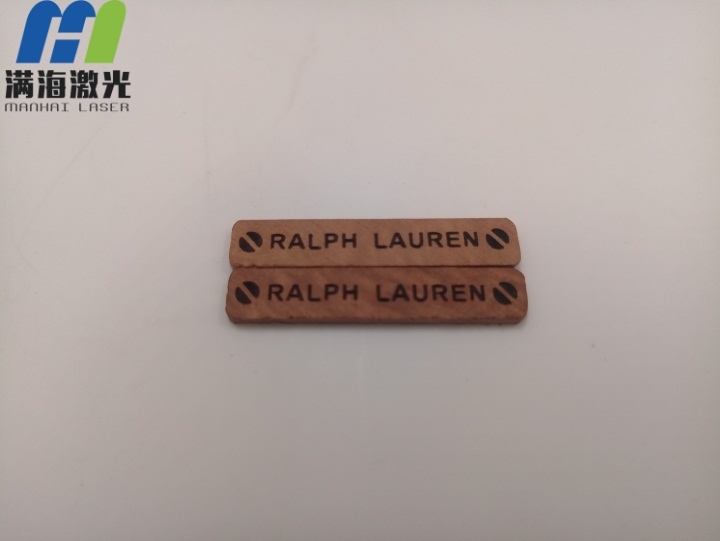 满海激光
MANHAI LASER
RALPH LAUREN
RALPH LAUREN